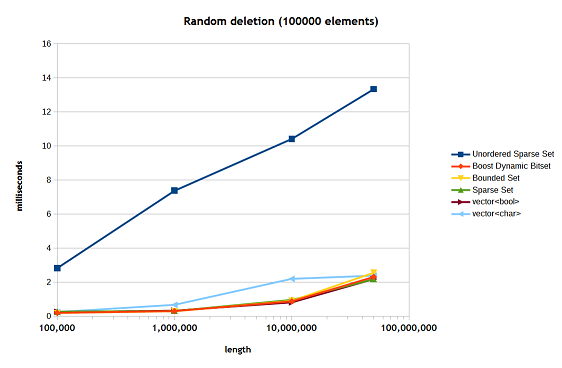 Random deletion (100000 elements)
16
14
12
10
8
6
4
2
0
milliseconds
100,000
1,000,000
10,000,000
100,000,000
length
Unordered Sparse Set
Boost Dynamic Bitset
Bounded Set
Sparse Set
vector<bool>
vector<char>